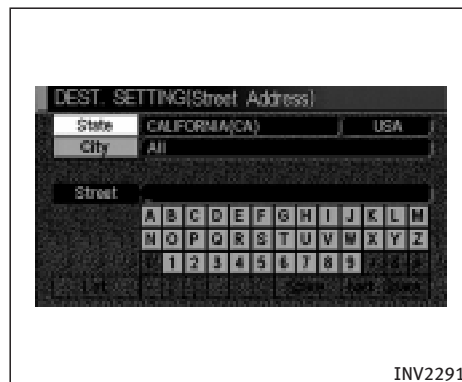 DEST. SETTING(Street Address)
State CALIFORNIA(CA) USA
City All
Street _
A B C D E F G H I J K L M
N O P Q R S T U V W X Y Z
1 2 3 4 5 6 7 8 9
List Space
INV2291